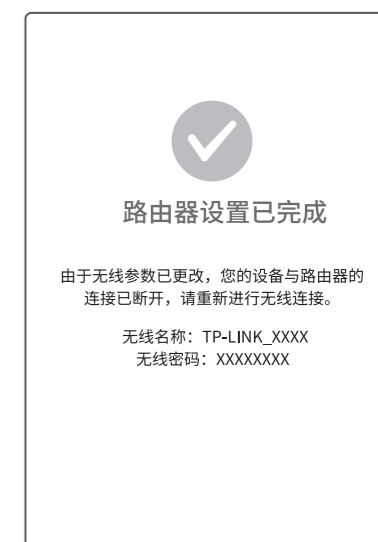 路由器设置已完成
由于无线参数已更改，您的设备与路由器的
连接已断开，请重新进行无线连接。
无线名称：TP-LINK_XXXX
无线密码：XXXXXXXX